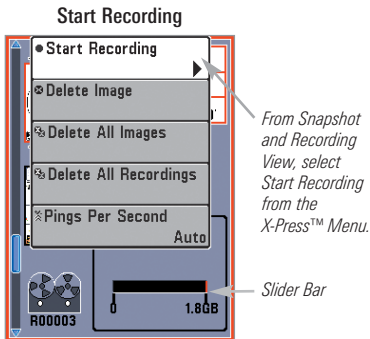 Start Recording
Start Recording
Delete Image
Delete All Images
Delete All Recordings
Pings Per Second
Auto
From Snapshot
and Recording
View, select
Start Recording
from the
X-Press™ Menu.
Slider Bar
0
1.8GB
R00003